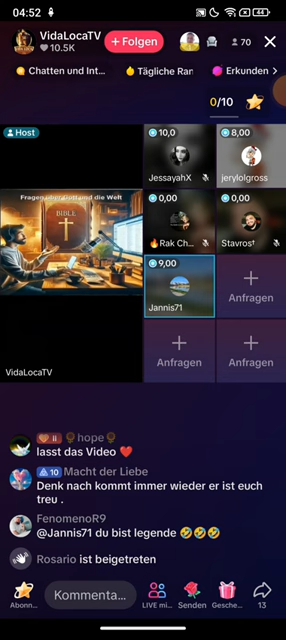 04:52
44
VidaLocaTV
10.5K
+ Folgen
70
Chatten und Int...
Tägliche Ran
Erkunden >
0/10
Host
10,0
8,00
JessayahX
jerylolgross
Fragen über Gott und die Welt
BIBLE
0,00
0,00
Rak Ch...
Stavros†
9,00
Anfragen
Jannis71
Anfragen
Anfragen
VidaLocaTV
ii hope
lasst das Video
10 Macht der Liebe
Denk nach kommt immer wieder er ist euch
treu .
FenomenoR9
@Jannis71 du bist legende 🤣🤣🤣
Rosario ist beigetreten
Kommenta...
Abonn...
LIVE mi...
Senden
Gesche...
13